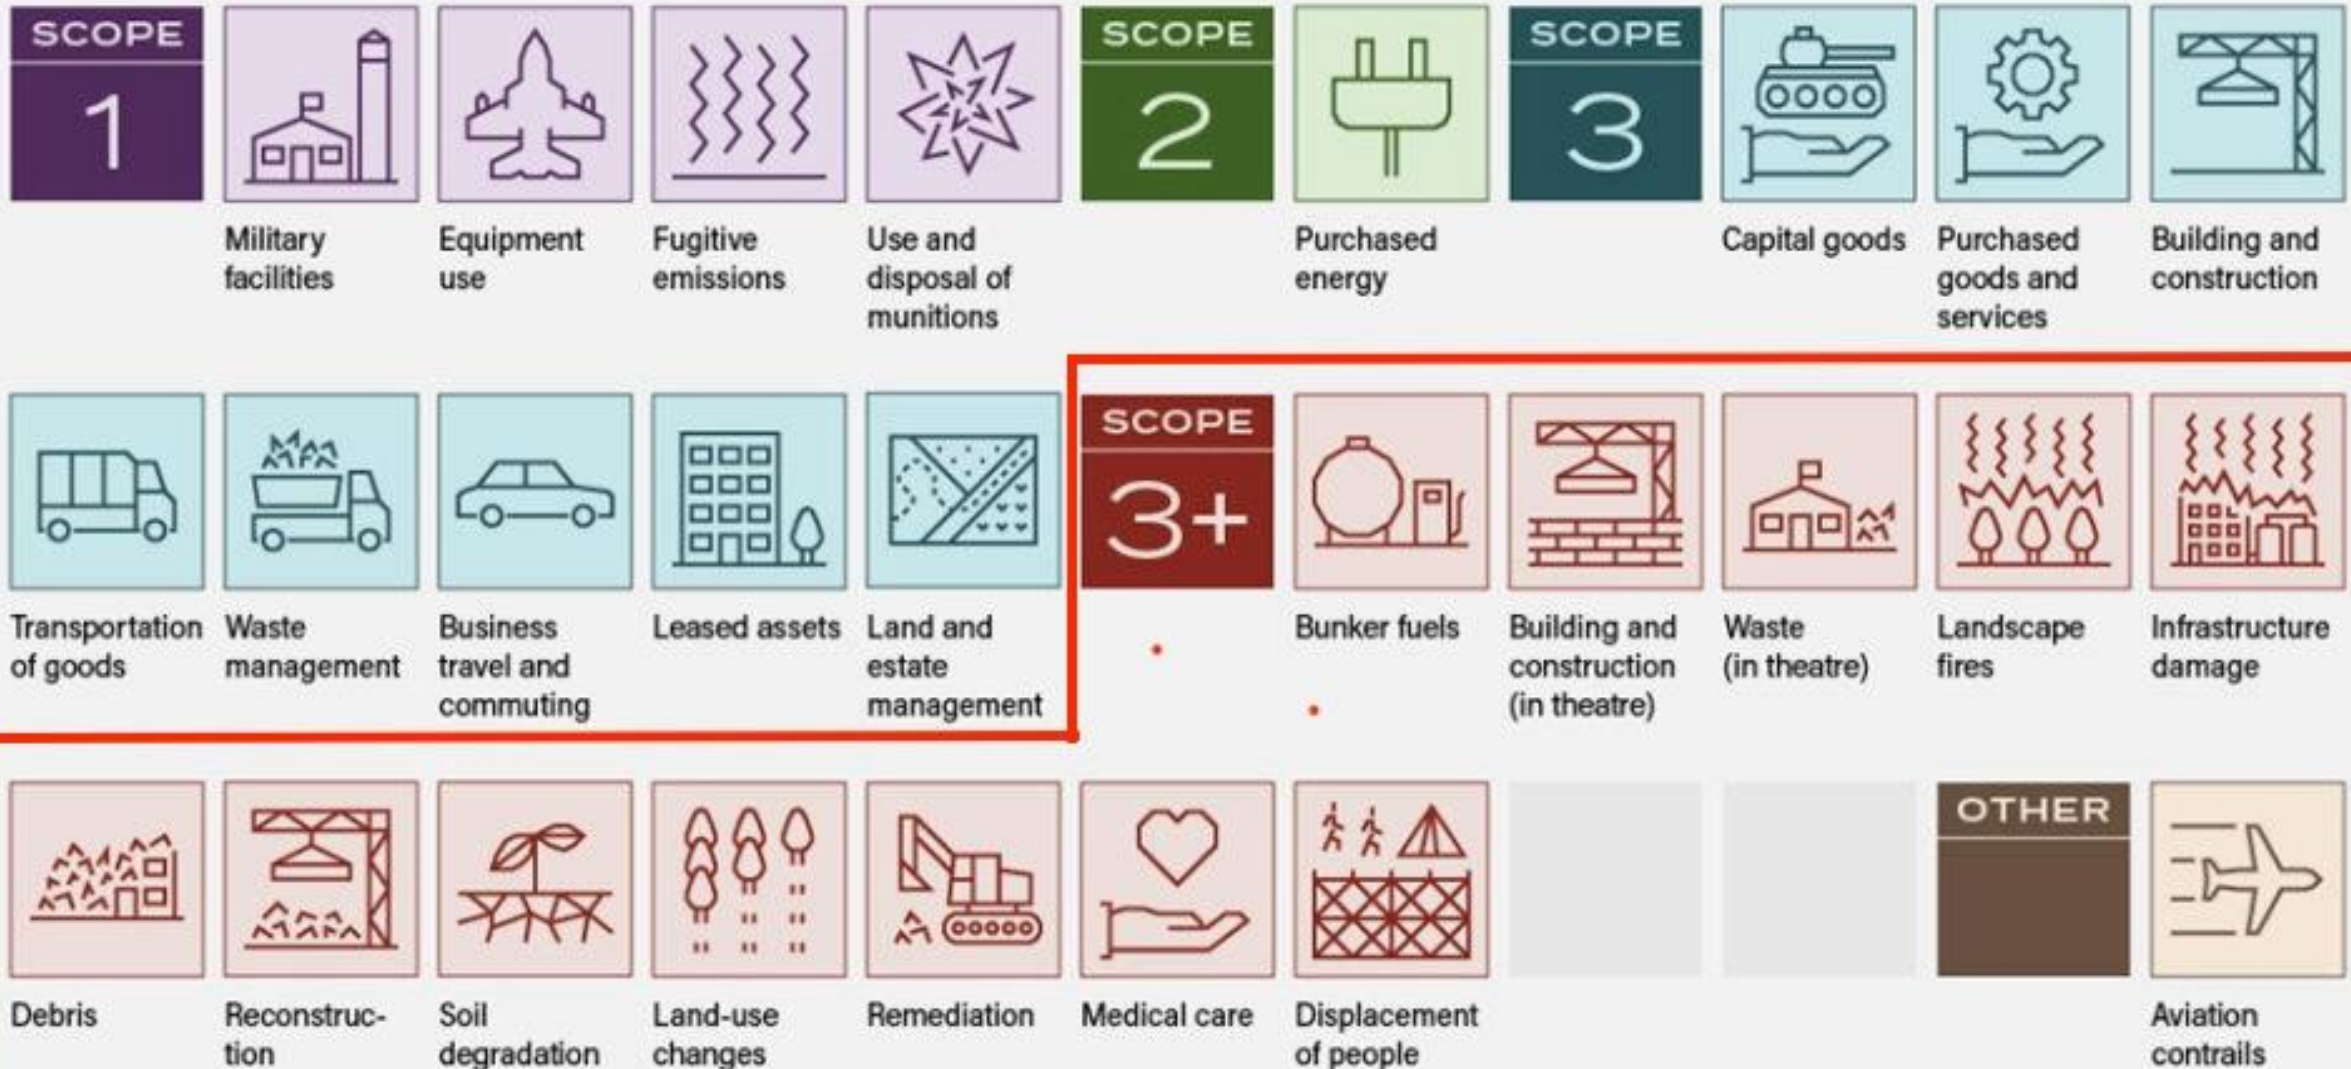 SCOPE
1
Military
facilities
Equipment
use
Fugitive
emissions
Use and
disposal of
munitions
SCOPE
2
Purchased
energy
SCOPE
3
Capital goods
Purchased
goods and
services
Building and
construction
Transportation
of goods
Waste
management
Business
travel and
commuting
Leased assets
Land and
estate
management
SCOPE
3+
Bunker fuels
Building and
construction
(in theatre)
Waste
(in theatre)
Landscape
fires
Infrastructure
damage
Debris
Reconstruc-
tion
Soil
degradation
Land-use
changes
Remediation
Medical care
Displacement
of people
OTHER
Aviation
contrails